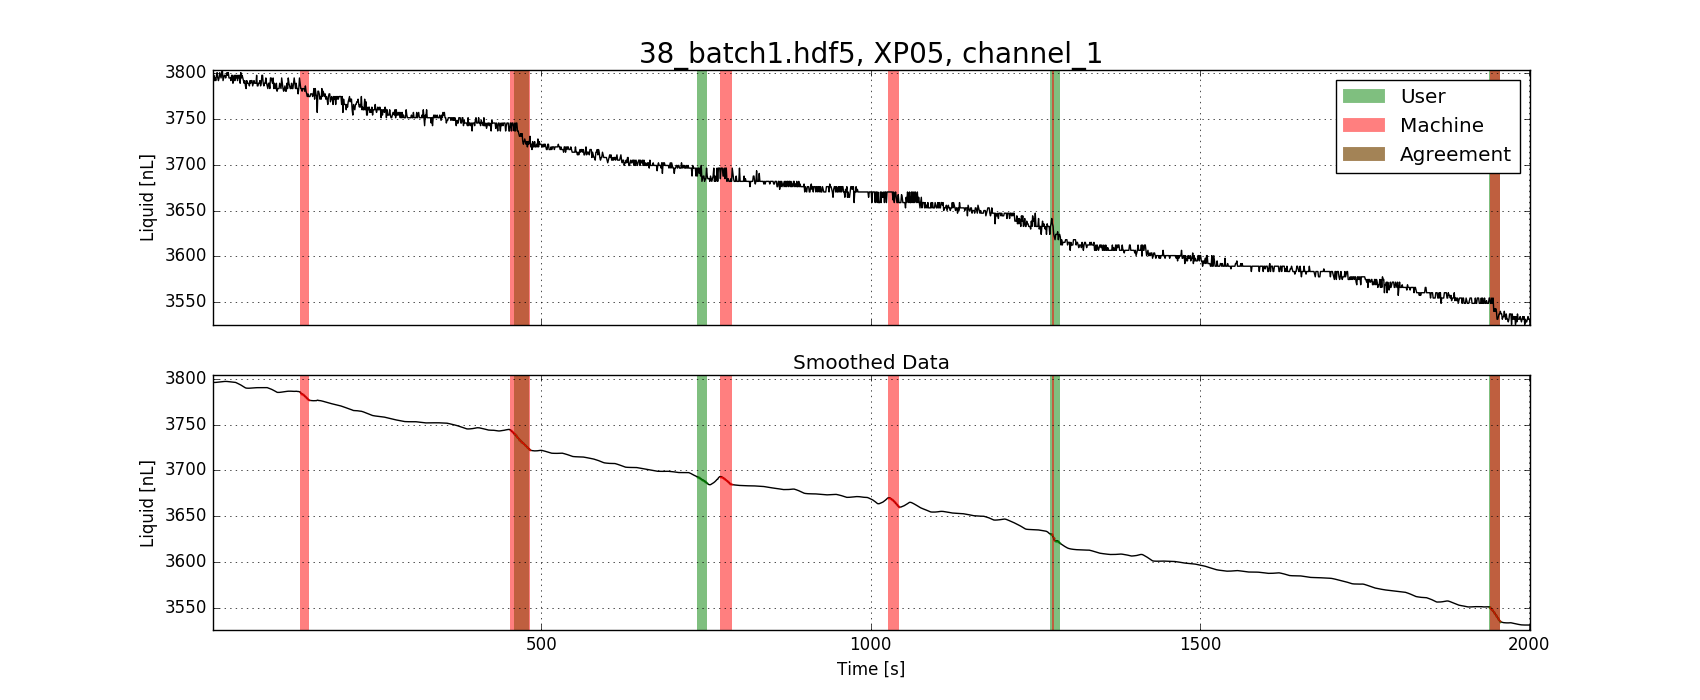 38_batch1.hdf5, XP05, channel_1
3800
3750
3700
3650
3600
3550
Liquid [nL]
User
Machine
Agreement
Smoothed Data
3800
3750
3700
3650
3600
3550
Liquid [nL]
500
1000
1500
2000
Time [s]